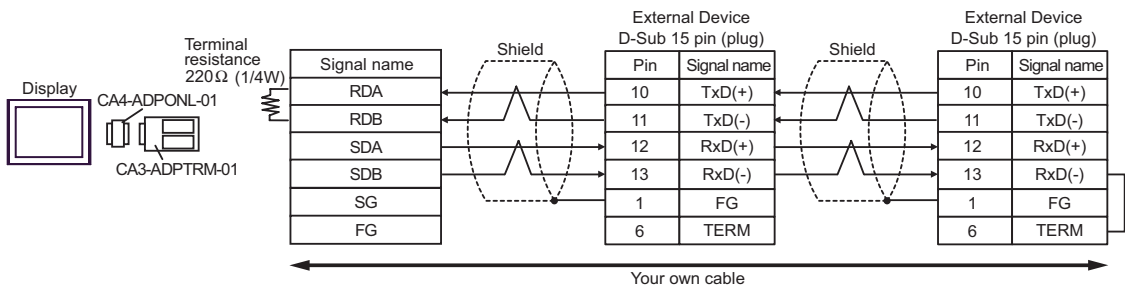 External Device
D-Sub 15 pin (plug)
External Device
D-Sub 15 pin (plug)
Terminal
resistance
220Ω (1/4W)
Shield
Shield
Display
CA4-ADPONL-01
CA3-ADPTRM-01
Signal name
RDA
RDB
SDA
SDB
SG
FG
Pin Signal name
10 TxD(+)
11 TxD(-)
12 RxD(+)
13 RxD(-)
1 FG
6 TERM
Pin Signal name
10 TxD(+)
11 TxD(-)
12 RxD(+)
13 RxD(-)
1 FG
6 TERM
Your own cable